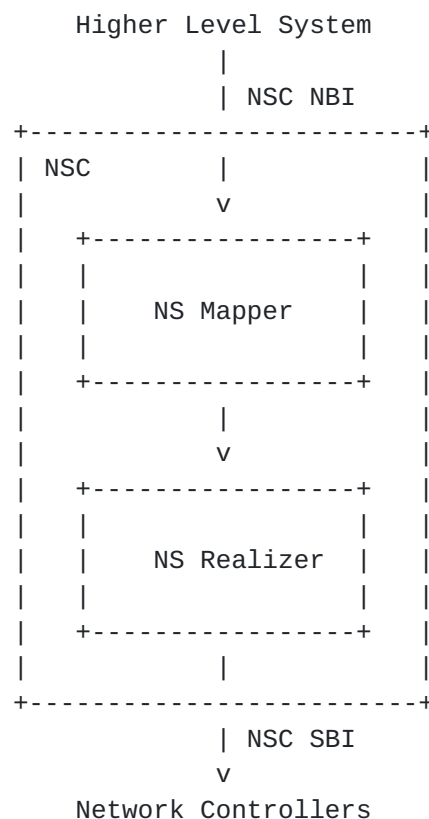 Higher Level System
NSC NBI
NSC
NS Mapper
NS Realizer
NSC SBI
Network Controllers